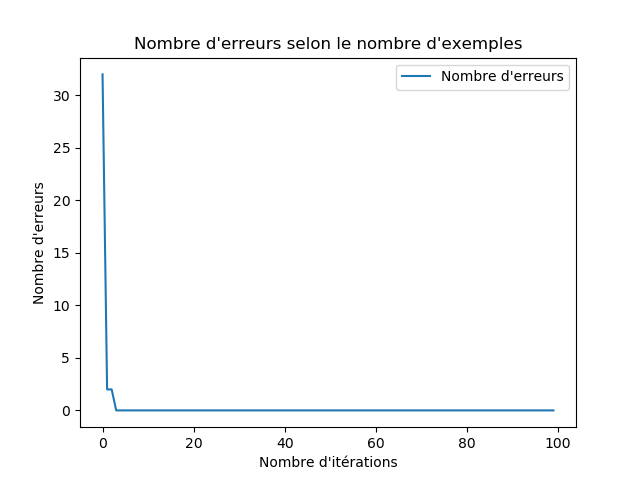 Nombre d'erreurs selon le nombre d'exemples
Nombre d'erreurs
Nombre d'erreurs
30
25
20
15
10
5
0
0 20 40 60 80 100
Nombre d'itérations